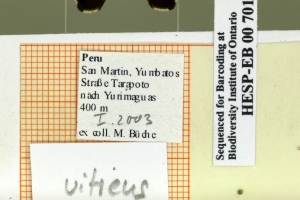 Peru
San Martin, Yumbatos
Straße Tarapoto
nach Yurimaguas
400 m
I. 2003
ex coll. M. Büche
Sequenced for Barcoding at
Biodiversity Institute of Ontario
HESP-EB 00 701